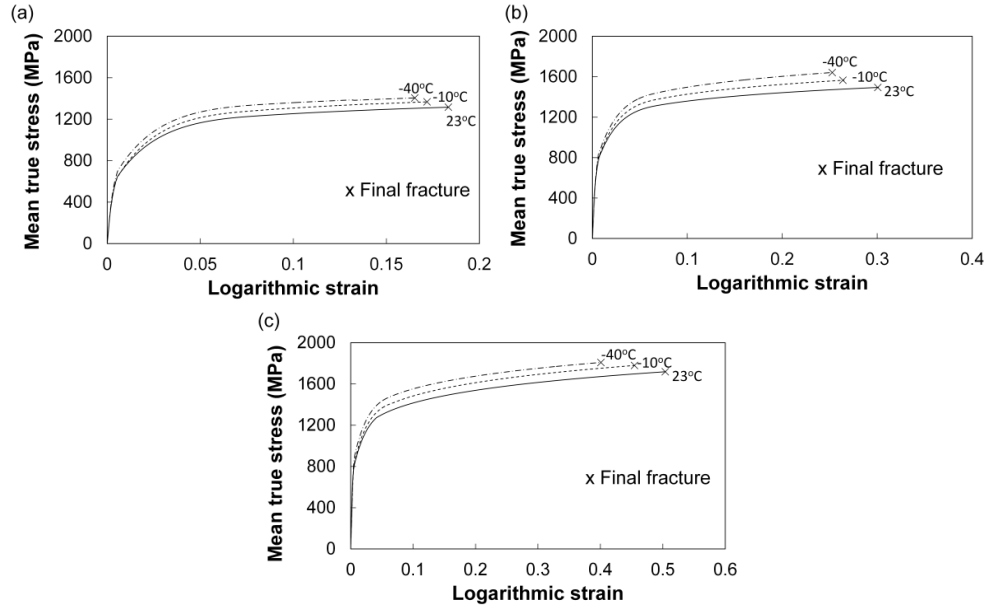 (a)
Mean true stress (MPa)
2000
1600
1200
800
400
0
-40°C
-10°C
23°C
x Final fracture
0 0.05 0.1 0.15 0.2
Logarithmic strain
(b)
Mean true stress (MPa)
2000
1600
1200
800
400
0
-40°C
-10°C
23°C
x Final fracture
0 0.1 0.2 0.3 0.4
Logarithmic strain
(c)
Mean true stress (MPa)
2000
1600
1200
800
400
0
-40°C
-10°C
23°C
x Final fracture
0 0.1 0.2 0.3 0.4 0.5 0.6
Logarithmic strain